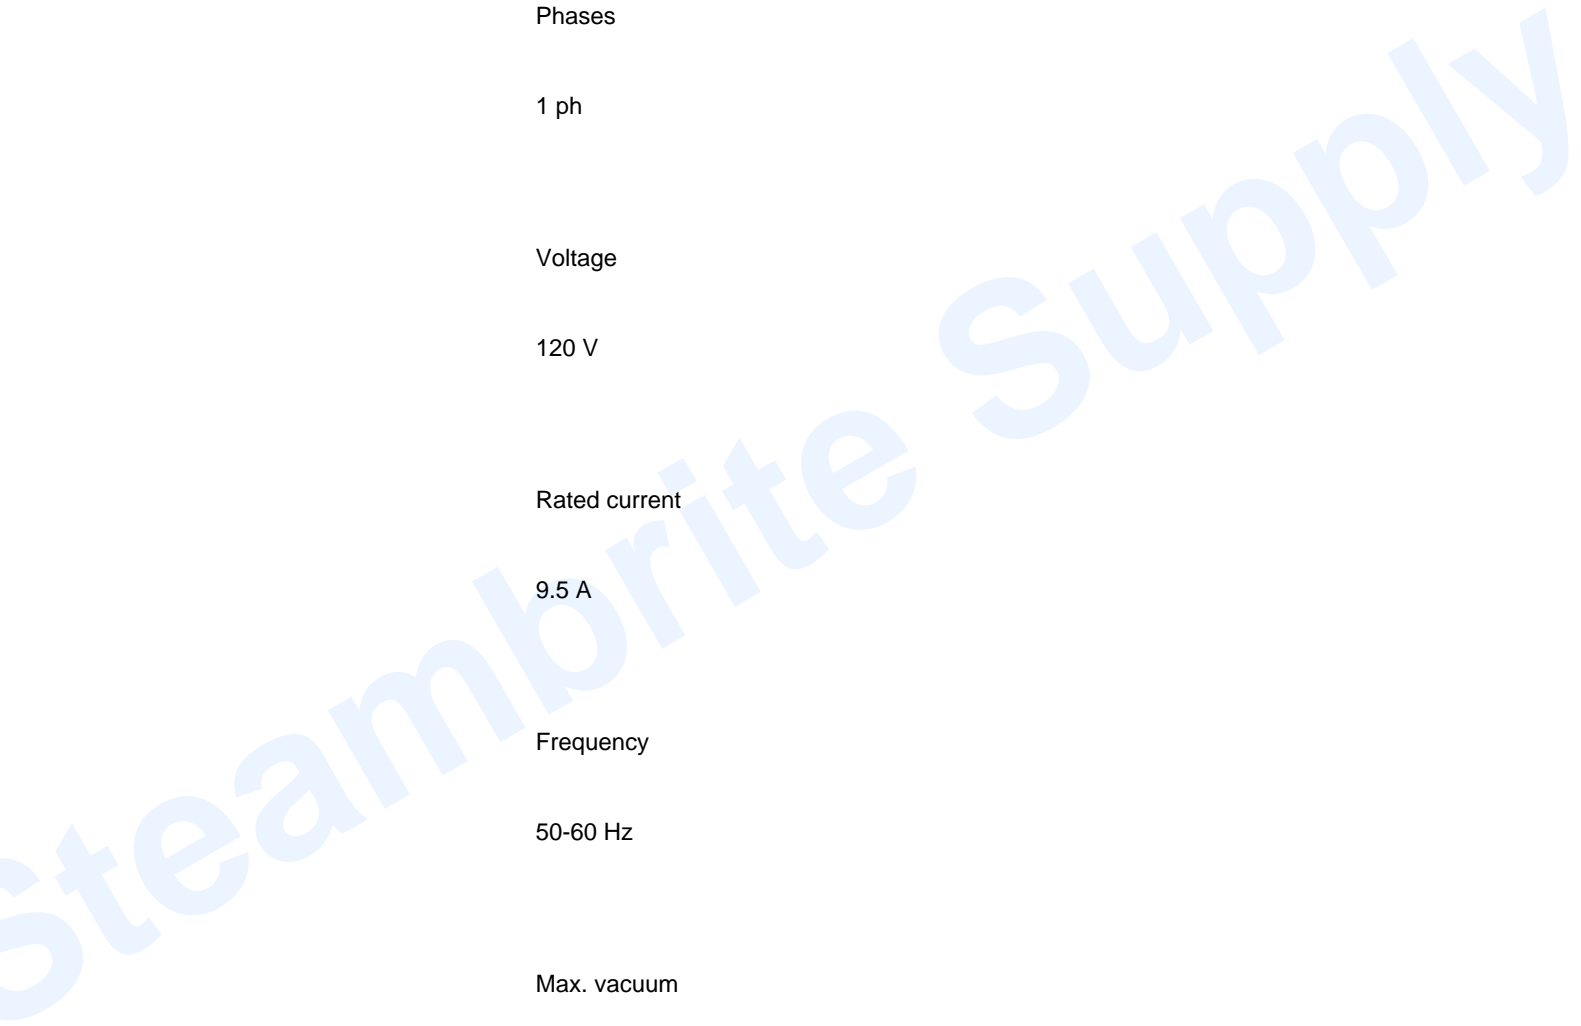 Phases
1 ph
Voltage
120 V
Rated current
9.5 A
Frequency
50-60 Hz
Max. vacuum
Steambrite Supply